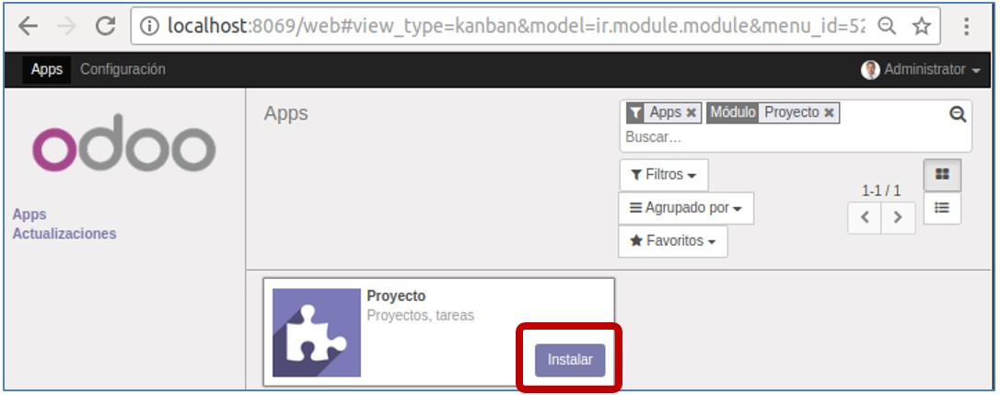 localhost:8069/web#view_type=kanban&model=ir.module.module&menu_id=52
Apps Configuración Administrator
odoo
Apps
Actualizaciones
Apps
Apps Módulo Proyecto
Buscar...
Filtros
Agrupado por
Favoritos
1-1 / 1
Proyecto
Proyectos, tareas
Instalar